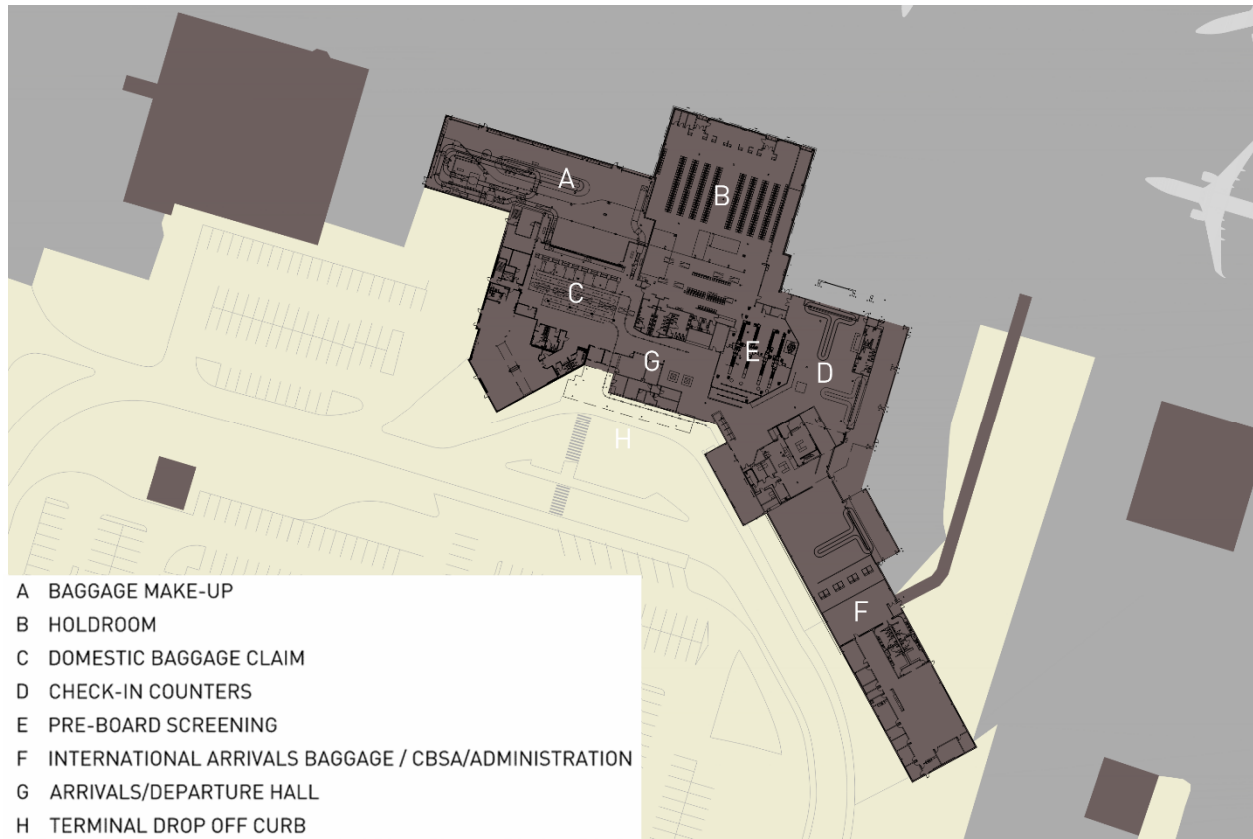 A
B
C
E
D
G
H
F
A BAGGAGE MAKE-UP
B HOLDROOM
C DOMESTIC BAGGAGE CLAIM
D CHECK-IN COUNTERS
E PRE-BOARD SCREENING
F INTERNATIONAL ARRIVALS BAGGAGE / CBSA/ADMINISTRATION
G ARRIVALS/DEPARTURE HALL
H TERMINAL DROP OFF CURB